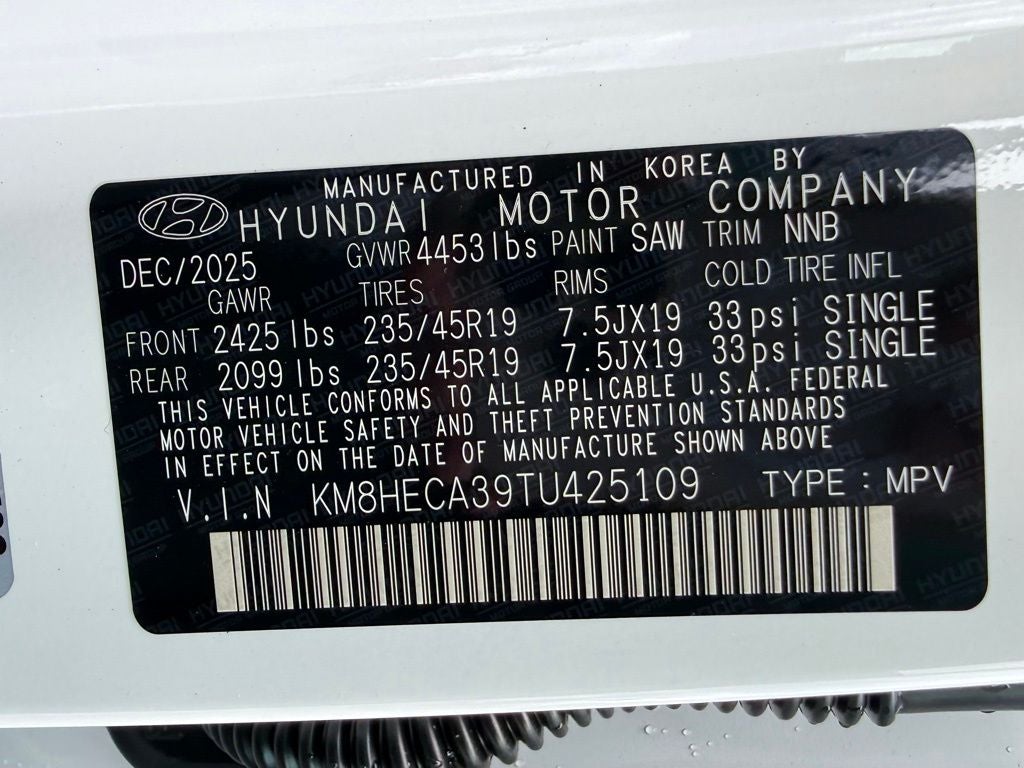 MANUFACTURED IN KOREA BY
HYUNDAI MOTOR COMPANY
DEC/2025 GVWR 4453lbs PAINT SAW TRIM NNB
GAWR TIRES RIMS COLD TIRE INFL
FRONT 2425 lbs 235/45R19 7.5JX19 33psi SINGLE
REAR 2099 lbs 235/45R19 7.5JX19 33psi SINGLE
THIS VEHICLE CONFORMS TO ALL APPLICABLE U.S.A. FEDERAL
MOTOR VEHICLE SAFETY AND THEFT PREVENTION STANDARDS
IN EFFECT ON THE DATE OF MANUFACTURE SHOWN ABOVE
V.I.N KM8HECA39TU425109 TYPE : MPV